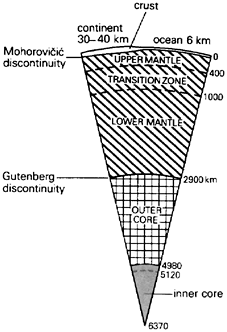 crust
continent
30–40 km
ocean 6 km
Mohorovičić
discontinuity
0
UPPER MANTLE
400
TRANSITION ZONE
1000
LOWER MANTLE
Gutenberg
discontinuity
2900 km
OUTER
CORE
4980
5120
inner core
6370